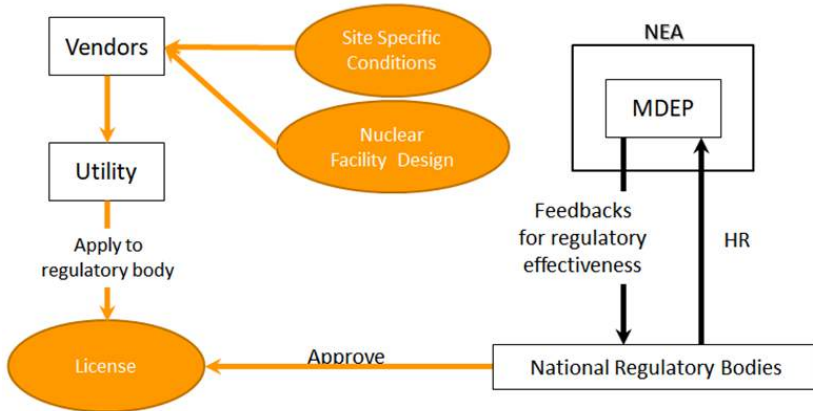 Vendors
Site Specific
Conditions
Nuclear
Facility Design
Utility
Apply to
regulatory body
License
Approve
NEA
MDEP
Feedbacks
for regulatory
effectiveness
HR
National Regulatory Bodies